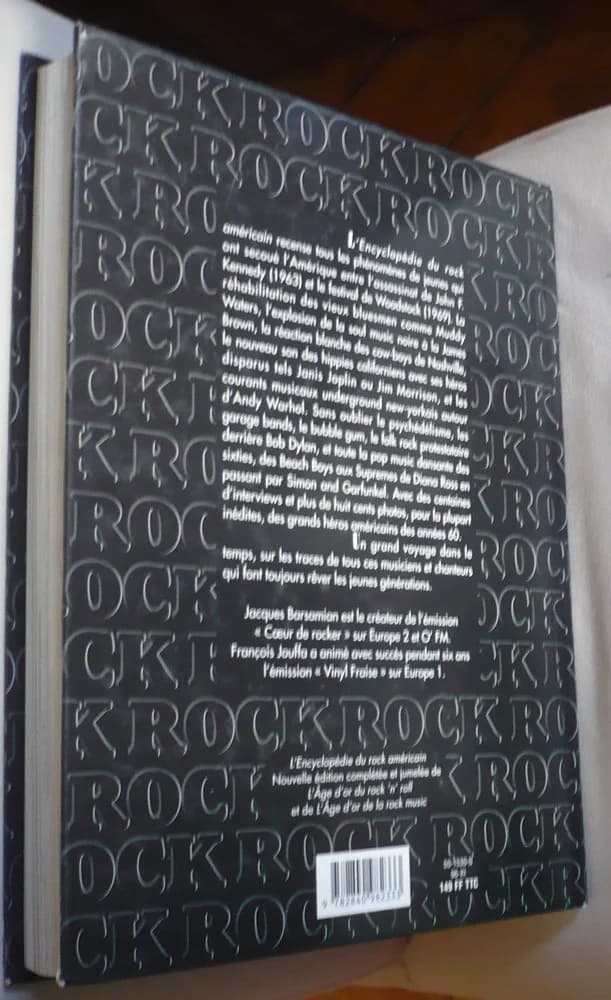 OCKROCKROCK
CKROCKROCKR
L'Encyclopédie du rock
américain recense tous les phénomènes de jeunes qui
ont secoué l'Amérique entre l'assassinat de John F.
Kennedy (1963) et le festival de Woodstock (1969). La
réhabilitation des vieux bluesmen comme Muddy
Waters, l'explosion de la soul music noire à la James
Brown, la réaction blanche des cow-boys de Nashville,
le nouveau son des hippies californiens avec ses héros
disparus tels Janis Joplin ou Jim Morrison, et les
courants musicaux underground new-yorkais autour
d'Andy Warhol. Sans oublier le psychédélisme, les
garage bands, le bubble gum, le folk rock protestataire
derrière Bob Dylan, et toute la pop music dansante des
sixties, des Beach Boys aux Supremes de Diana Ross en
passant par Simon and Garfunkel. Avec des centaines
d'interviews et plus de huit cents photos, pour la plupart
inédites, des grands héros américains des années 60.
Un grand voyage dans le
temps, sur les traces de tous ces musiciens et chanteurs
qui font toujours rêver les jeunes générations.
Jacques Barsamian est le créateur de l'émission
« Cœur de rocker » sur Europe 2 et O' FM.
François Jouffa a animé avec succès pendant six ans
l'émission « Vinyl Fraise » sur Europe 1.
K ROCKROCKRO
L'Encyclopédie du rock américain
Nouvelle édition complétée et jumelée de
L'Âge d'or du rock 'n' roll
et de L'Âge d'or de la rock music
OCKROCK ROCK
149 FF TTC
9 782840 982333